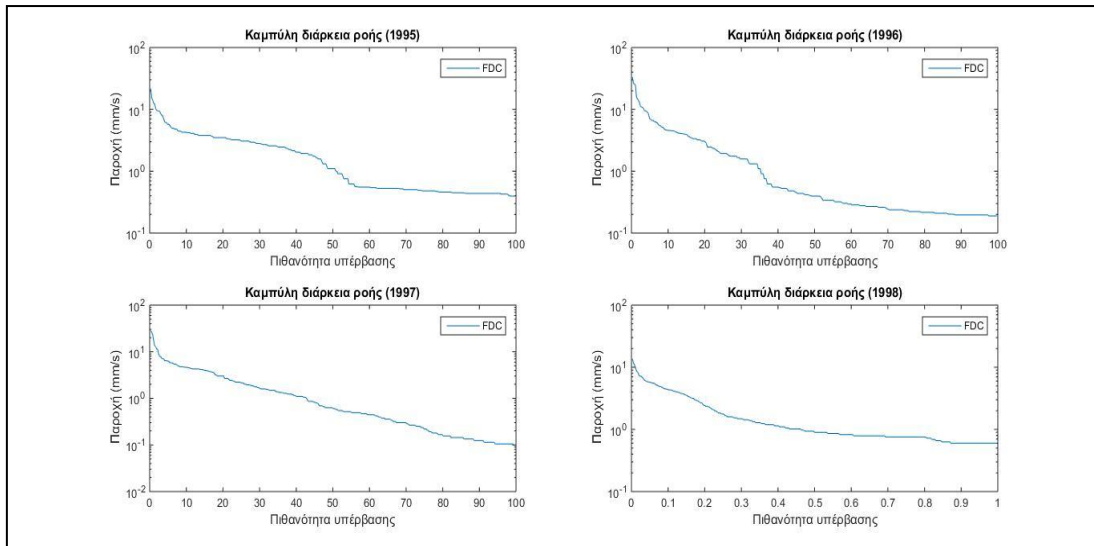 Καμπύλη διάρκεια ροής (1995)
Παροχή (mm/s)
10^2
10^1
10^0
10^-1
FDC
0 10 20 30 40 50 60 70 80 90 100
Πιθανότητα υπέρβασης
Καμπύλη διάρκεια ροής (1996)
Παροχή (mm/s)
10^2
10^1
10^0
10^-1
FDC
0 10 20 30 40 50 60 70 80 90 100
Πιθανότητα υπέρβασης
Καμπύλη διάρκεια ροής (1997)
Παροχή (mm/s)
10^2
10^1
10^0
10^-1
10^-2
FDC
0 10 20 30 40 50 60 70 80 90 100
Πιθανότητα υπέρβασης
Καμπύλη διάρκεια ροής (1998)
Παροχή (mm/s)
10^2
10^1
10^0
10^-1
FDC
0 0.1 0.2 0.3 0.4 0.5 0.6 0.7 0.8 0.9 1
Πιθανότητα υπέρβασης